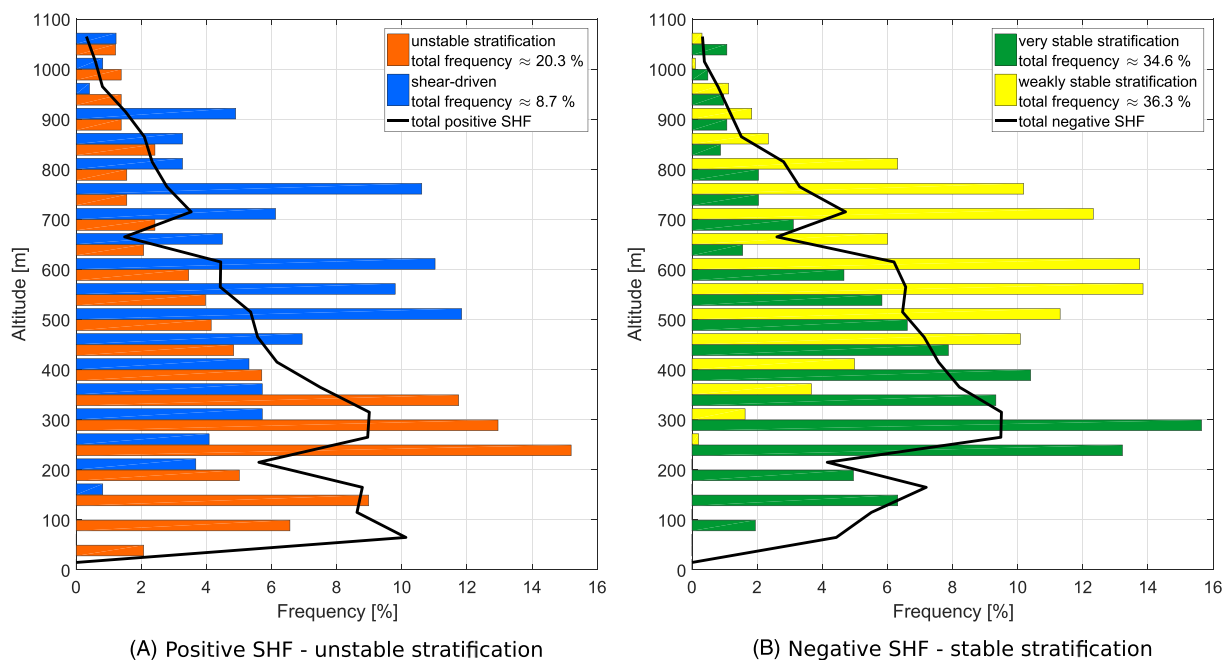 1100
1000
900
800
700
600
500
400
300
200
100
0
Altitude [m]
unstable stratification
total frequency ≈ 20.3 %
shear-driven
total frequency ≈ 8.7 %
total positive SHF
0 2 4 6 8 10 12 14 16
Frequency [%]
(A) Positive SHF - unstable stratification
1100
1000
900
800
700
600
500
400
300
200
100
0
Altitude [m]
very stable stratification
total frequency ≈ 34.6 %
weakly stable stratification
total frequency ≈ 36.3 %
total negative SHF
0 2 4 6 8 10 12 14 16
Frequency [%]
(B) Negative SHF - stable stratification